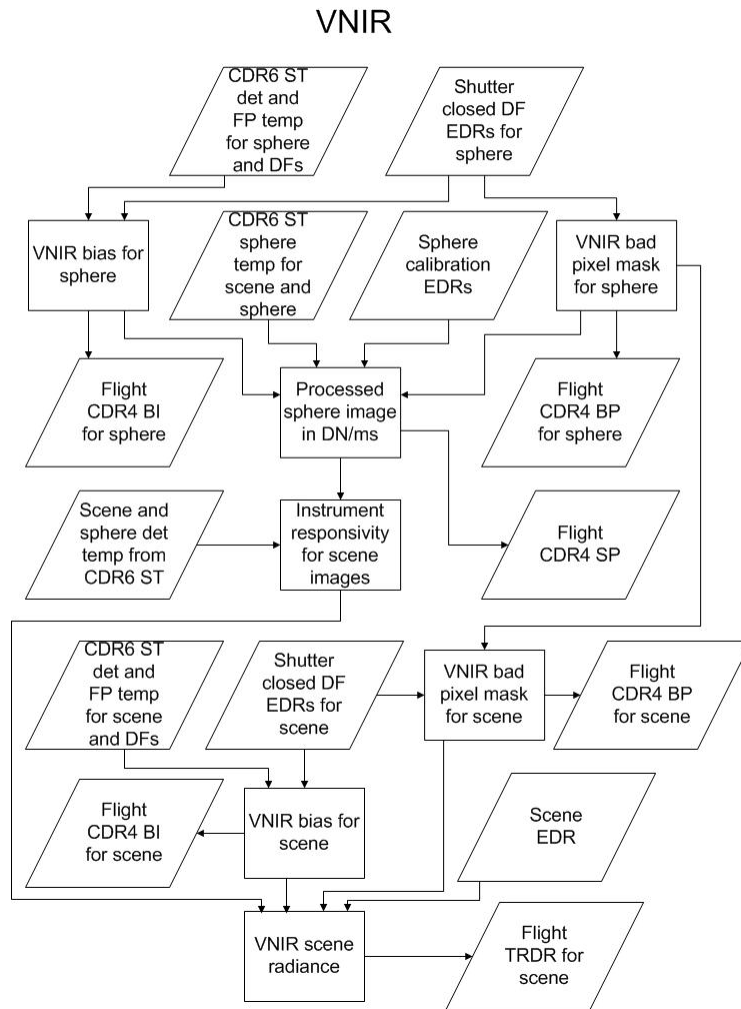 VNIR
CDR6 ST
det and
FP temp
for sphere
and DFs
Shutter
closed DF
EDRs for
sphere
VNIR bias for
sphere
CDR6 ST
sphere
temp for
scene and
sphere
Sphere
calibration
EDRs
VNIR bad
pixel mask
for sphere
Flight
CDR4 BI
for sphere
Processed
sphere image
in DN/ms
Flight
CDR4 BP
for sphere
Scene and
sphere det
temp from
CDR6 ST
Instrument
responsivity
for scene
images
Flight
CDR4 SP
CDR6 ST
det and
FP temp
for scene
and DFs
Shutter
closed DF
EDRs for
scene
VNIR bad
pixel mask
for scene
Flight
CDR4 BP
for scene
Flight
CDR4 BI
for scene
VNIR bias for
scene
Scene
EDR
VNIR scene
radiance
Flight
TRDR for
scene